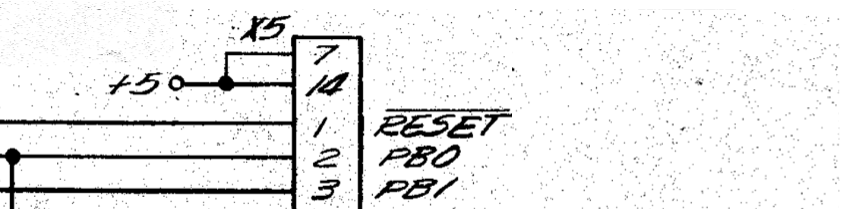 X5
7
+5 14
1 RESET
2 PB0
3 PB1